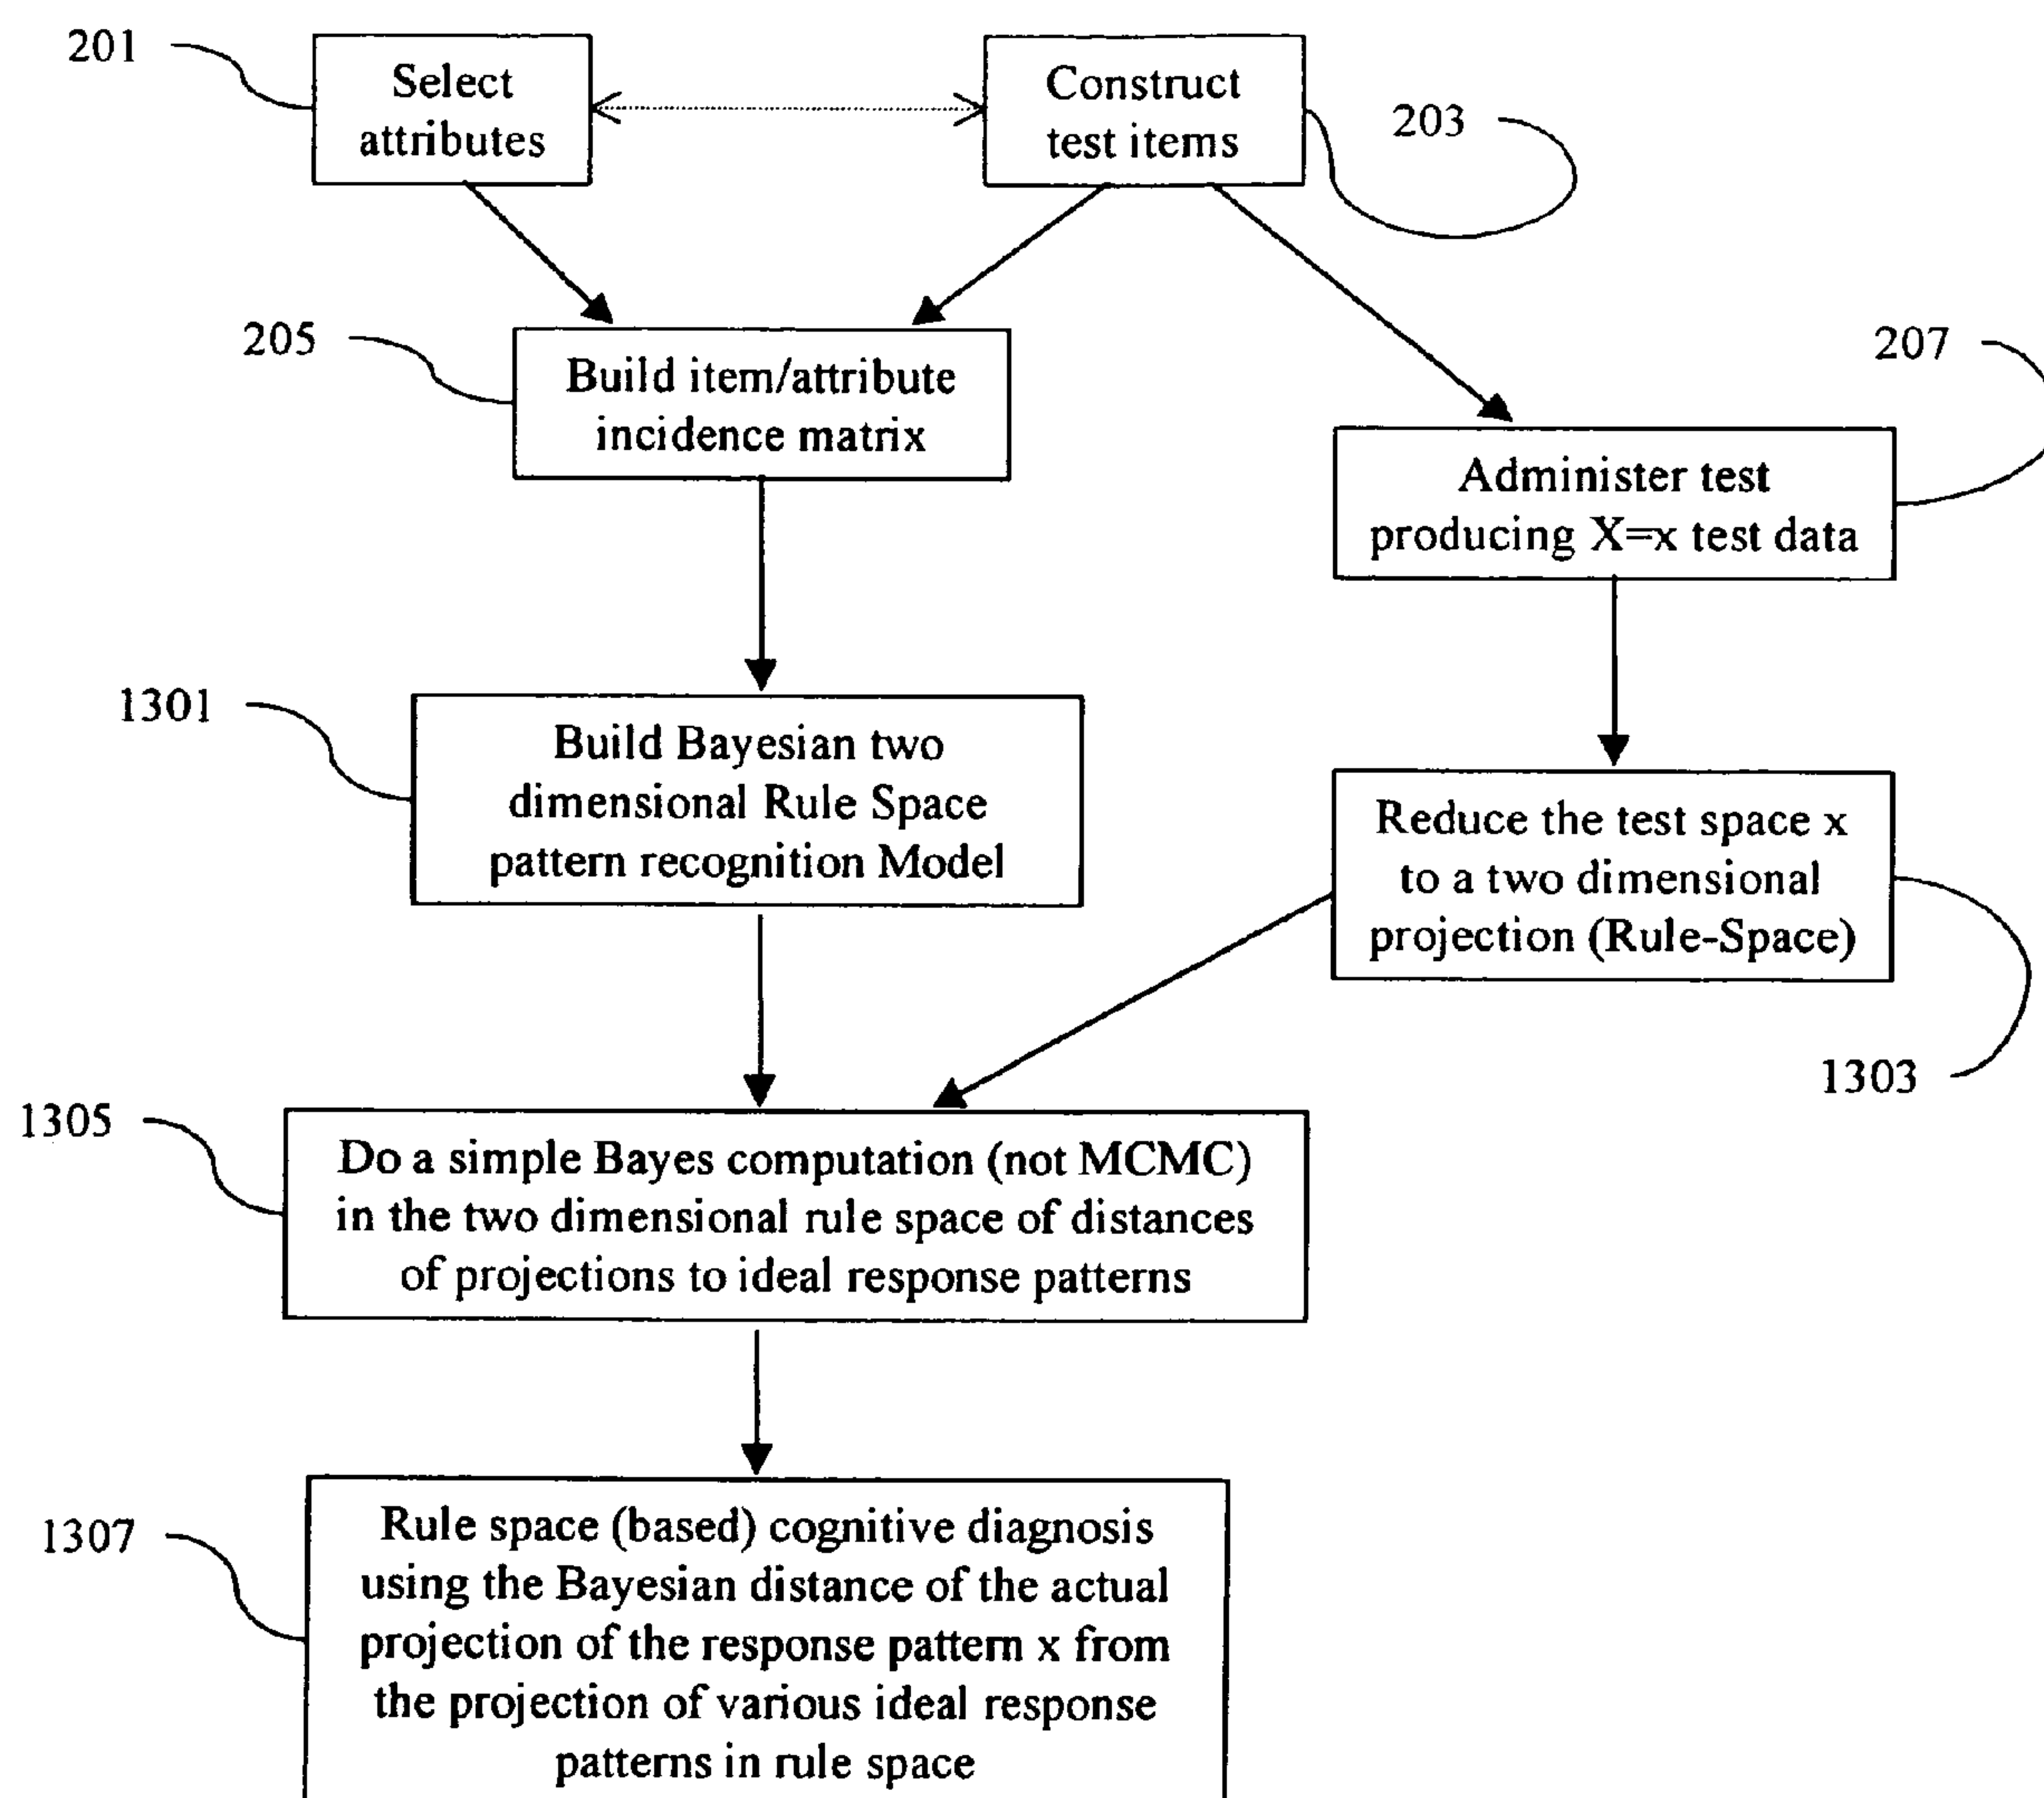 201
Select
attributes
Construct
test items
203
205
Build item/attribute
incidence matrix
207
Administer test
producing X=x test data
1301
Build Bayesian two
dimensional Rule Space
pattern recognition Model
Reduce the test space x
to a two dimensional
projection (Rule-Space)
1303
1305
Do a simple Bayes computation (not MCMC)
in the two dimensional rule space of distances
of projections to ideal response patterns
1307
Rule space (based) cognitive diagnosis
using the Bayesian distance of the actual
projection of the response pattern x from
the projection of various ideal response
patterns in rule space